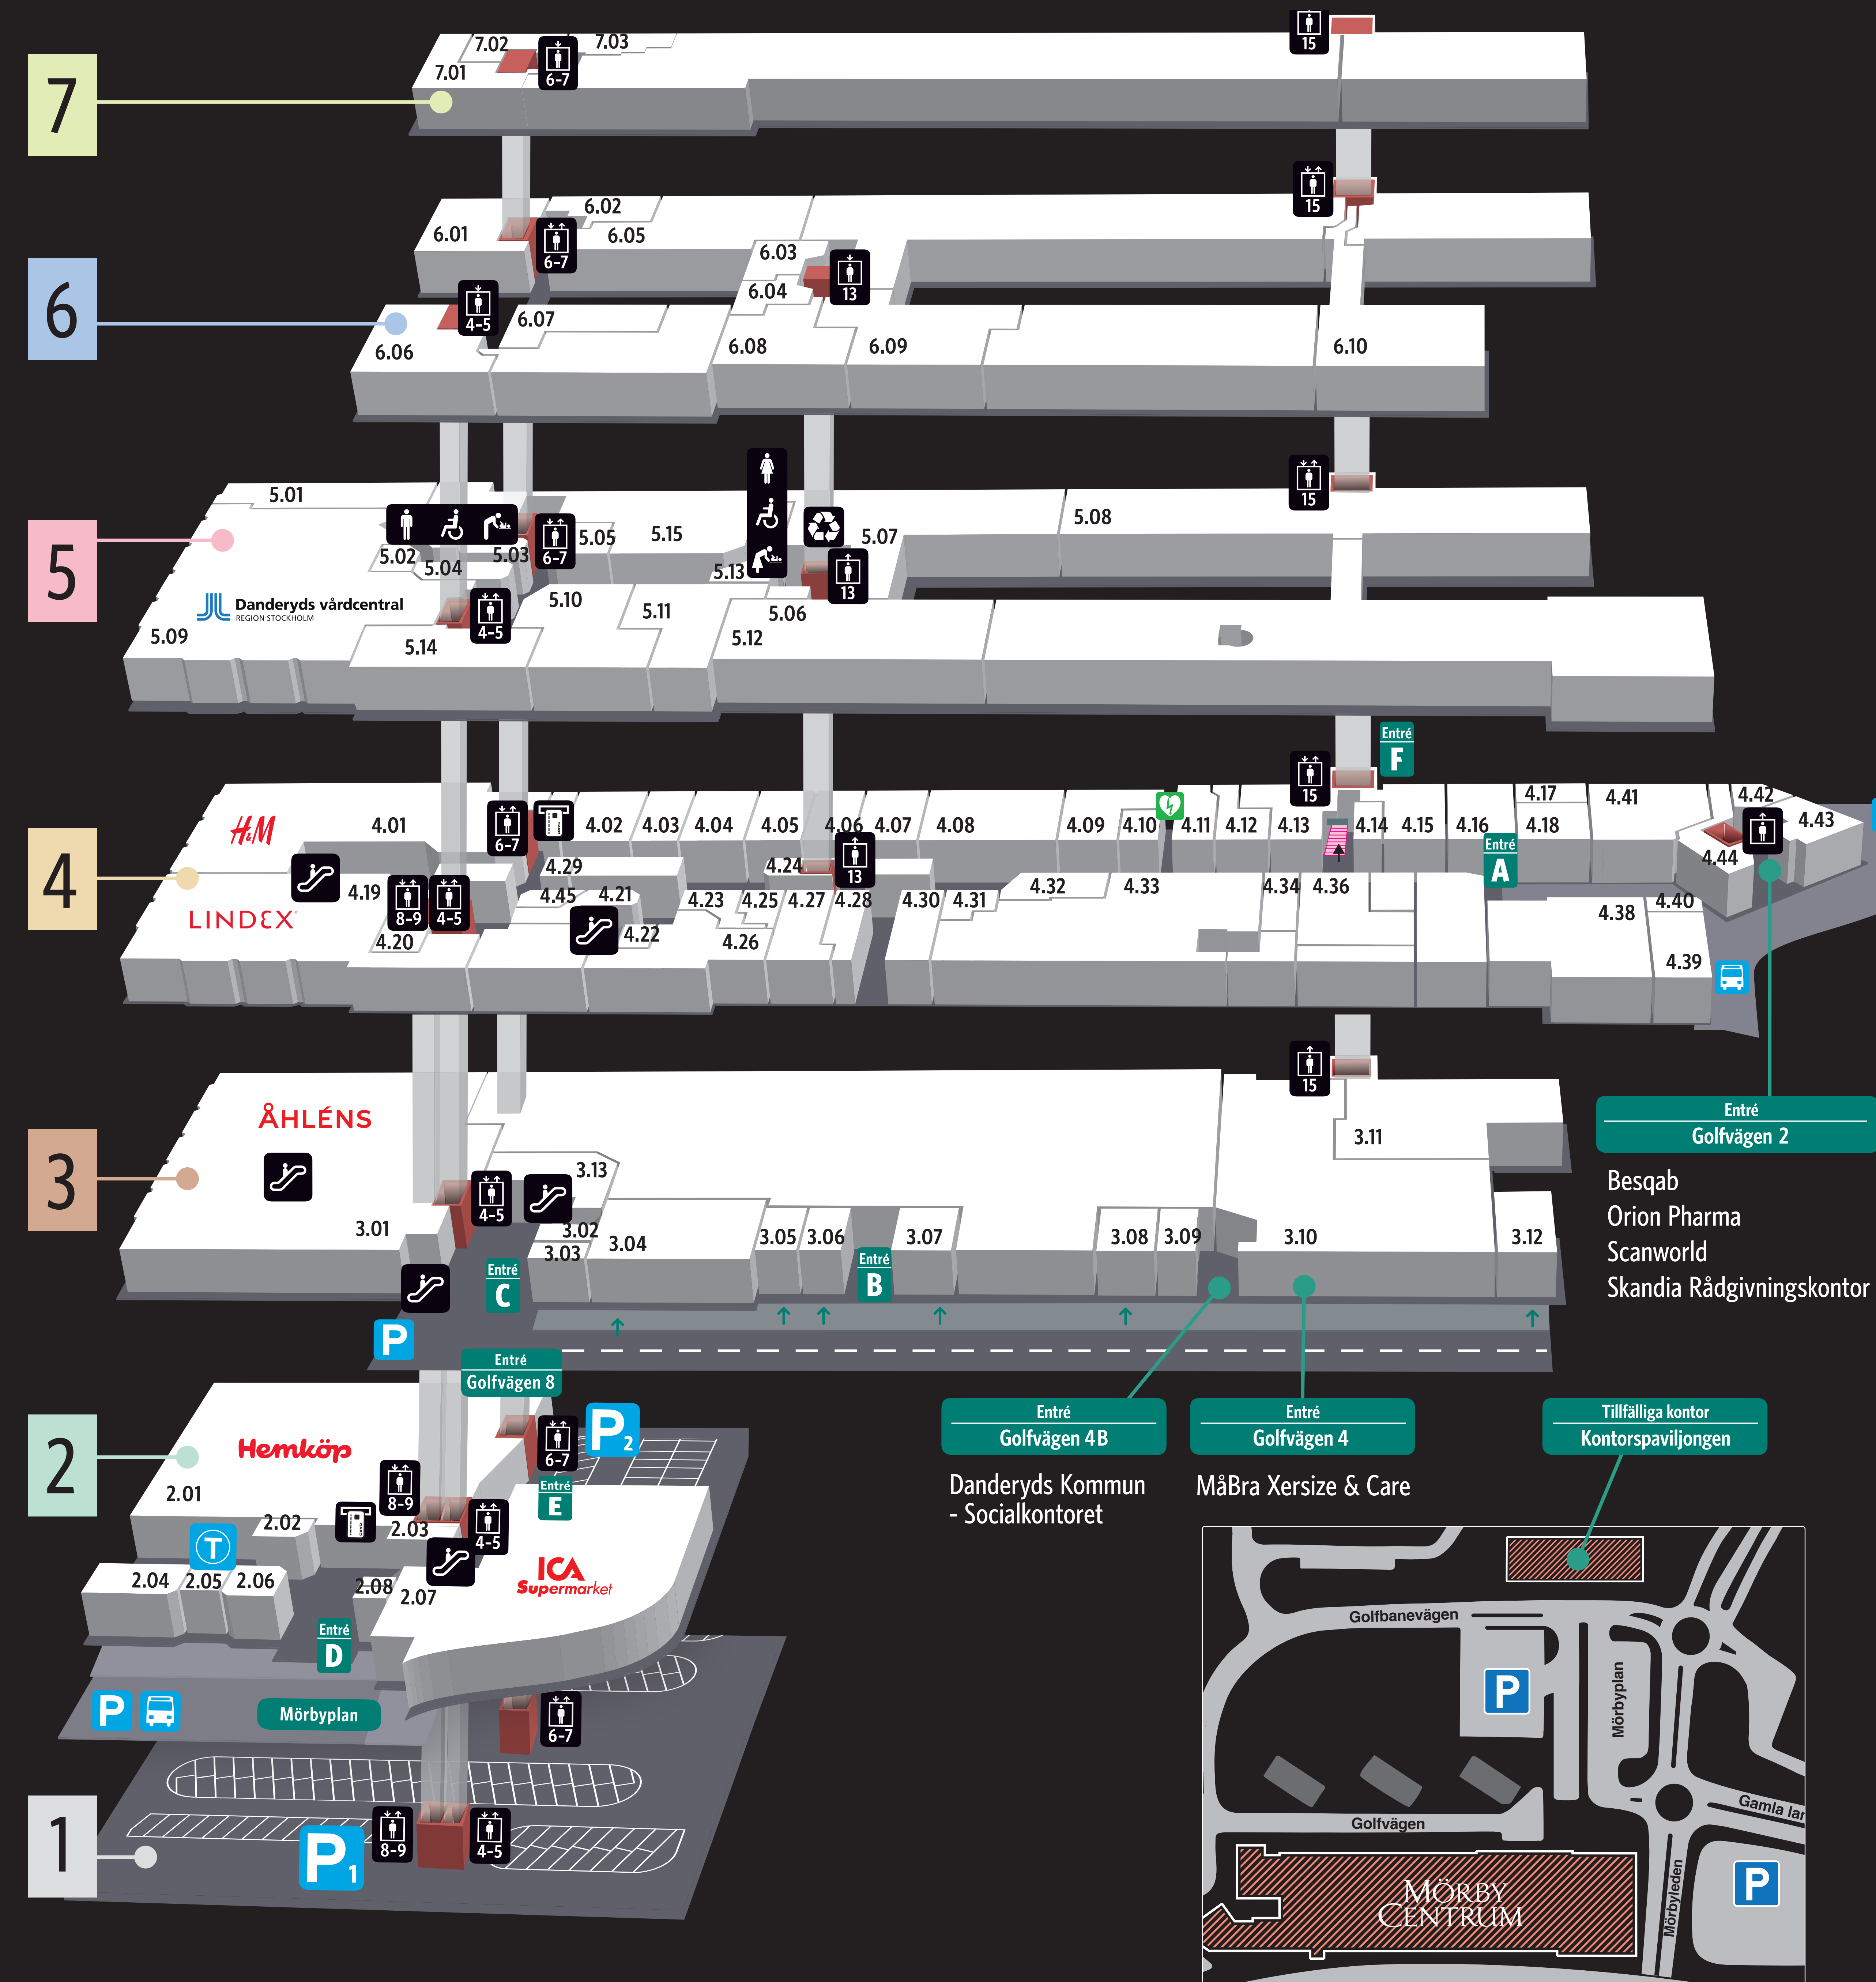 7
7.02
7.03
7.01
6-7
15
6
6.01
6.02
6.05
6-7
15
6.03
6.04
13
4-5
6.07
6.06
6.08
6.09
6.10
5
5.01
5.02
5.03
5.04
6-7
5.05
5.15
5.13
5.07
13
5.08
15
Danderyds vårdcentral
REGION STOCKHOLM
5.09
4-5
5.14
5.10
5.11
5.12
5.06
4
H&M
4.01
6-7
4.02
4.03
4.04
4.05
4.06
4.07
4.08
4.09
4.10
4.11
4.12
4.13
15
Entré
F
4.14
4.15
4.16
4.17
4.18
4.41
4.42
4.43
4.44
Entré
A
LINDEX
4.19
8-9
4-5
4.20
4.29
4.45
4.21
4.22
4.23
4.24
13
4.25
4.26
4.27
4.28
4.30
4.31
4.32
4.33
4.34
4.36
4.38
4.40
4.39
3
ÅHLÉNS
3.01
4-5
3.13
3.02
3.03
3.04
3.05
3.06
3.07
3.08
3.09
3.10
15
3.11
3.12
Entré
C
Entré
B
P
Entré
Golfvägen 8
Entré
Golfvägen 2
Besqab
Orion Pharma
Scanworld
Skandia Rådgivningskontor
Entré
Golfvägen 4B
Danderyds Kommun
- Socialkontoret
Entré
Golfvägen 4
MåBra Xersize & Care
Tillfälliga kontor
Kontorspaviljongen
2
Hemköp
2.01
2.02
8-9
2.03
4-5
6-7
P2
Entré
E
T
2.04
2.05
2.06
2.08
2.07
ICA
Supermarket
Entré
D
P
Mörbyplan
6-7
1
P1
8-9
4-5
Golfbanevägen
P
Mörbyplan
Golfvägen
Gamla lan
Mörbyleden
P
MÖRBY
CENTRUM